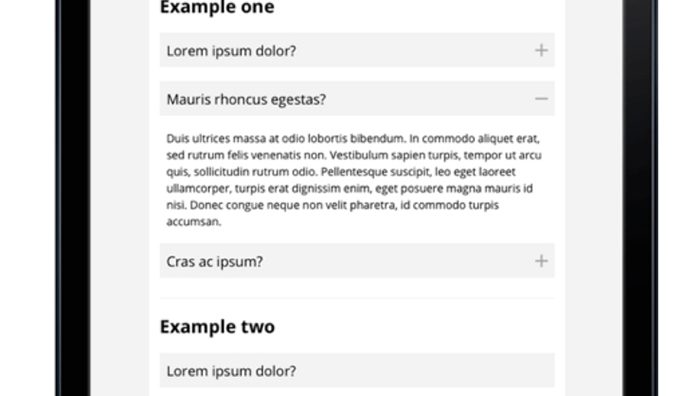 Example one
Lorem ipsum dolor?
Mauris rhoncus egestas?
Duis ultrices massa at odio lobortis bibendum. In commodo aliquet erat,
sed rutrum felis venenatis non. Vestibulum sapien turpis, tempor ut arcu
quis, sollicitudin rutrum odio. Pellentesque suscipit, leo eget laoreet
ullamcorper, turpis erat dignissim enim, eget posuere magna mauris id
nisi. Donec congue neque non velit pharetra, id commodo turpis
accumsan.
Cras ac ipsum?
Example two
Lorem ipsum dolor?